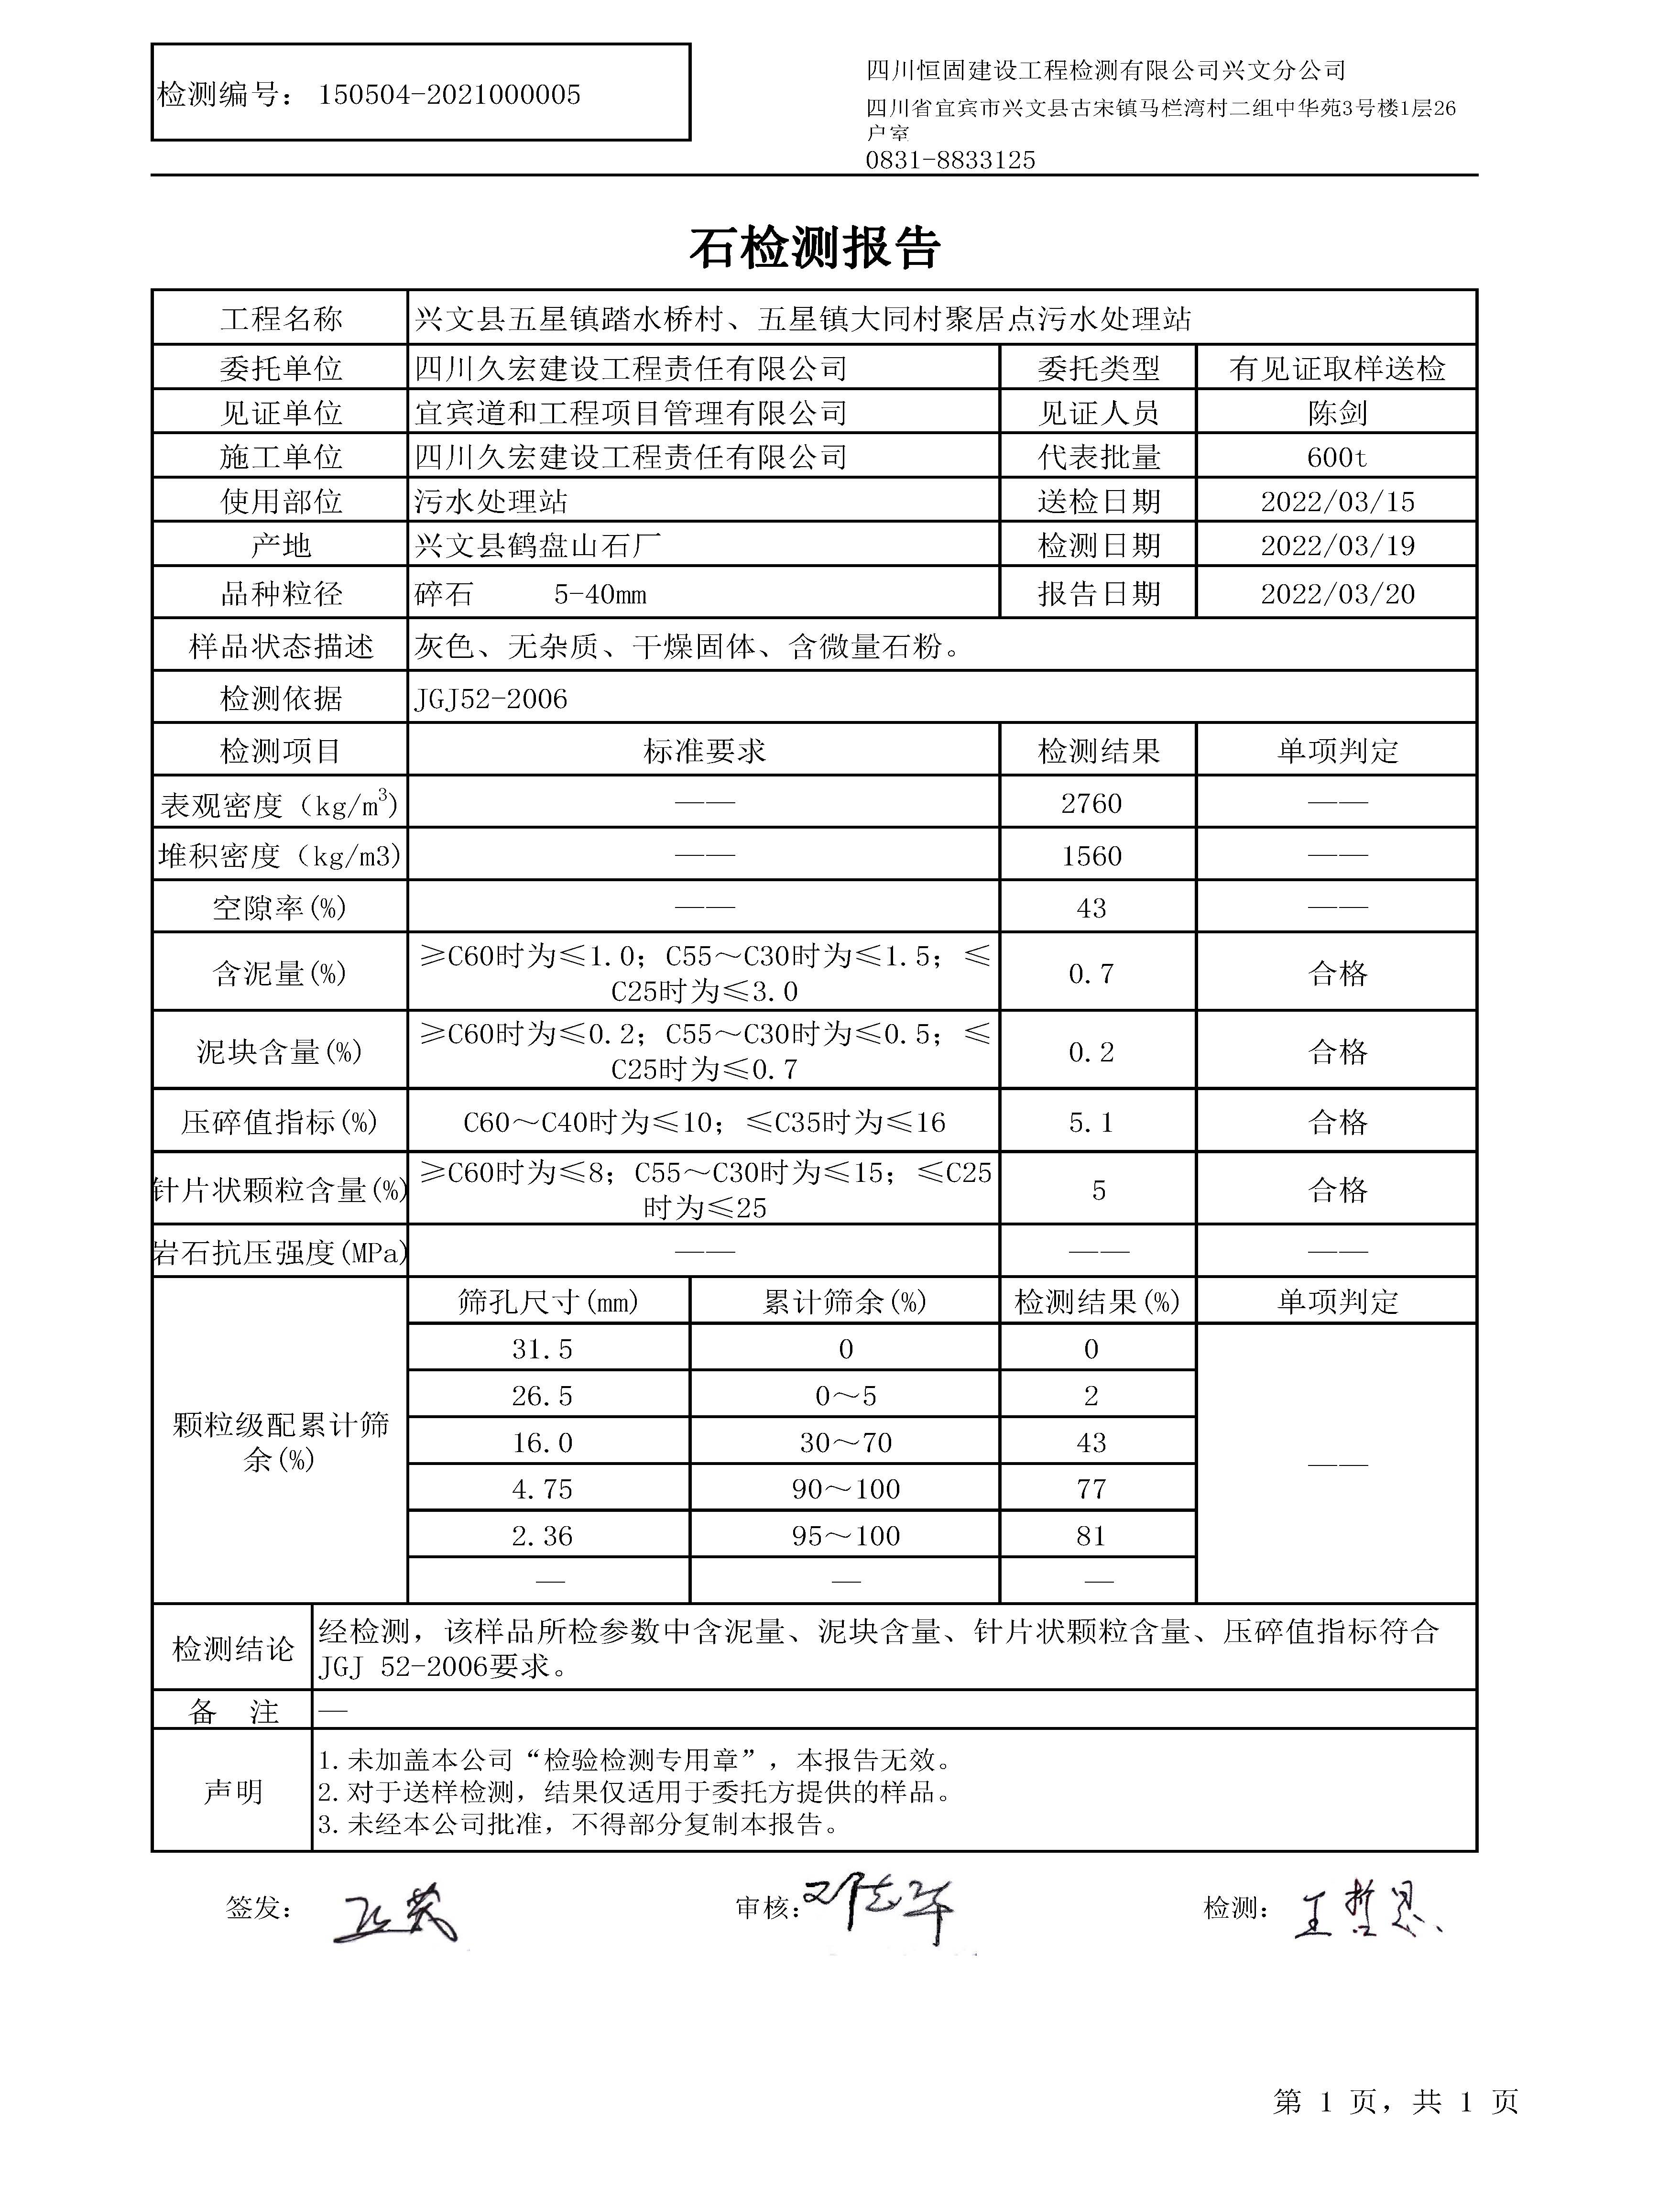 检测编号：150504-2021000005
四川恒固建设工程检测有限公司兴文分公司
四川省宜宾市兴文县古宋镇马栏湾村二组中华苑3号楼1层26
户室
0831-8833125
石检测报告
工程名称 兴文县五星镇踏水桥村、五星镇大同村聚居点污水处理站
委托单位 四川久宏建设工程责任有限公司 委托类型 有见证取样送检
见证单位 宜宾道和工程项目管理有限公司 见证人员 陈剑
施工单位 四川久宏建设工程责任有限公司 代表批量 600t
使用部位 污水处理站 送检日期 2022/03/15
产地 兴文县鹤盘山石厂 检测日期 2022/03/19
品种粒径 碎石 5-40mm 报告日期 2022/03/20
样品状态描述 灰色、无杂质、干燥固体、含微量石粉。
检测依据 JGJ52-2006
检测项目 标准要求 检测结果 单项判定
表观密度（kg/m³) —— 2760 ——
堆积密度（kg/m3) —— 1560 ——
空隙率(%) —— 43 ——
含泥量(%) ≥C60时为≤1.0；C55～C30时为≤1.5；≤
C25时为≤3.0 0.7 合格
泥块含量(%) ≥C60时为≤0.2；C55～C30时为≤0.5；≤
C25时为≤0.7 0.2 合格
压碎值指标(%) C60～C40时为≤10；≤C35时为≤16 5.1 合格
针片状颗粒含量(%) ≥C60时为≤8；C55～C30时为≤15；≤C25
时为≤25 5 合格
岩石抗压强度(MPa) —— —— ——
颗粒级配累计筛
余(%)
筛孔尺寸(mm) 累计筛余(%) 检测结果(%) 单项判定
31.5 0 0
26.5 0～5 2
16.0 30～70 43
——
4.75 90～100 77
2.36 95～100 81
— — —
检测结论 经检测，该样品所检参数中含泥量、泥块含量、针片状颗粒含量、压碎值指标符合
JGJ 52-2006要求。
备 注 —
声明
1.未加盖本公司“检验检测专用章”，本报告无效。
2.对于送样检测，结果仅适用于委托方提供的样品。
3.未经本公司批准，不得部分复制本报告。
签发： 审核： 检测：王哲思
第 1 页，共 1 页